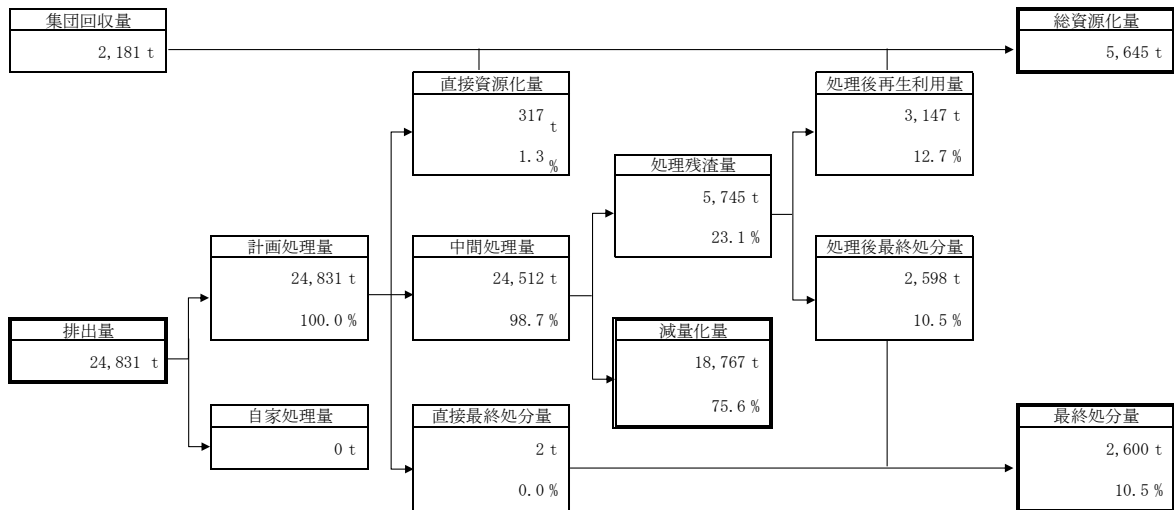 集団回収量
2,181 t
総資源化量
5,645 t
直接資源化量
317 t
1.3 %
処理後再生利用量
3,147 t
12.7 %
処理残渣量
5,745 t
23.1 %
計画処理量
24,831 t
100.0 %
中間処理量
24,512 t
98.7 %
処理後最終処分量
2,598 t
10.5 %
排出量
24,831 t
減量化量
18,767 t
75.6 %
自家処理量
0 t
直接最終処分量
2 t
0.0 %
最終処分量
2,600 t
10.5 %